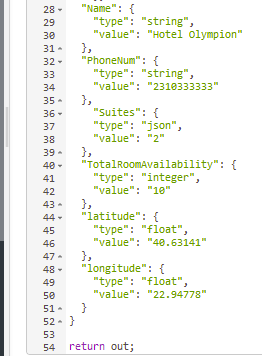 28 "Name": {
29 "type": "string",
30 "value": "Hotel Olympion"
31 },
32 "PhoneNum": {
33 "type": "string",
34 "value": "2310333333"
35 },
36 "Suites": {
37 "type": "json",
38 "value": "2"
39 },
40 "TotalRoomAvailability": {
41 "type": "integer",
42 "value": "10"
43 },
44 "latitude": {
45 "type": "float",
46 "value": "40.63141"
47 },
48 "longitude": {
49 "type": "float",
50 "value": "22.94778"
51 }
52 }
53
54 return out;